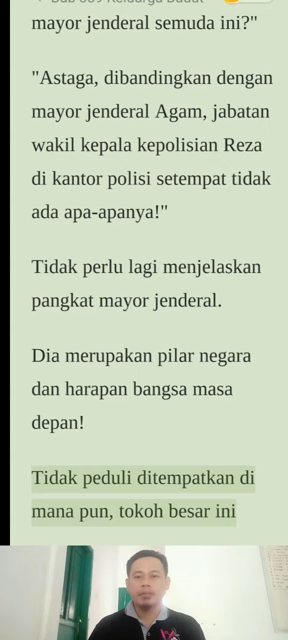 mayor jenderal semuda ini?"
"Astaga, dibandingkan dengan
mayor jenderal Agam, jabatan
wakil kepala kepolisian Reza
di kantor polisi setempat tidak
ada apa-apanya!"
Tidak perlu lagi menjelaskan
pangkat mayor jenderal.
Dia merupakan pilar negara
dan harapan bangsa masa
depan!
Tidak peduli ditempatkan di
mana pun, tokoh besar ini